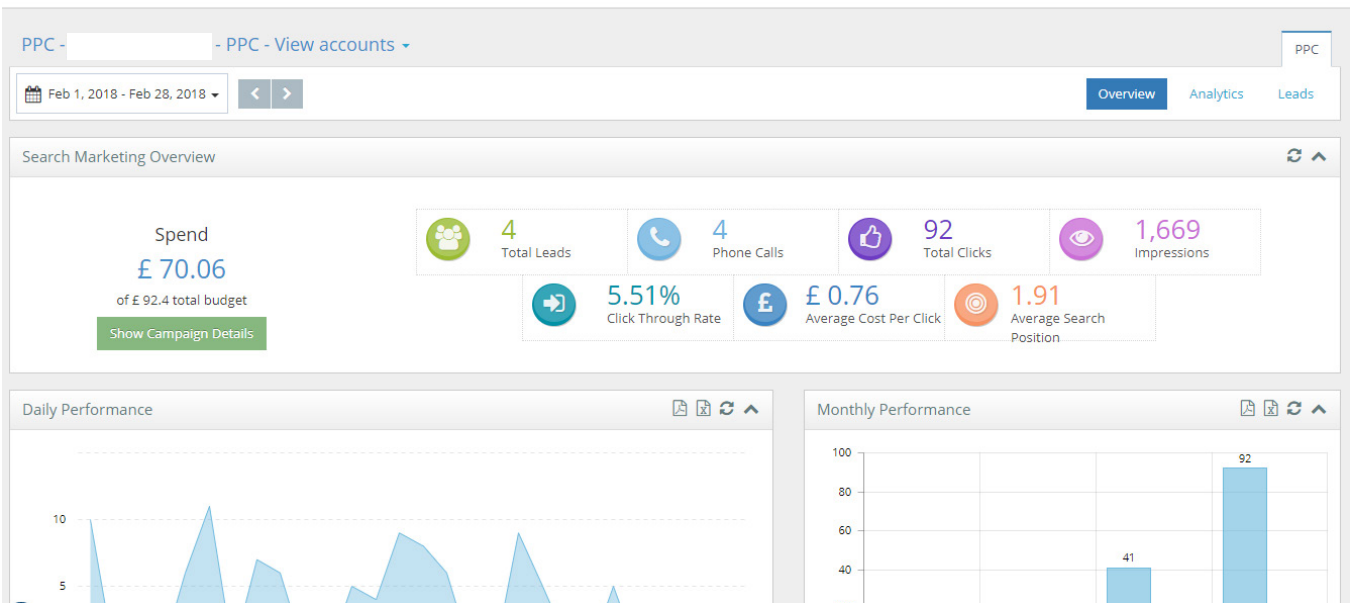 PPC - - PPC - View accounts
PPC
Feb 1, 2018 - Feb 28, 2018
Overview Analytics Leads
Search Marketing Overview
Spend
£ 70.06
of £ 92.4 total budget
Show Campaign Details
4
Total Leads
4
Phone Calls
92
Total Clicks
1,669
Impressions
5.51%
Click Through Rate
£ 0.76
Average Cost Per Click
1.91
Average Search
Position
Daily Performance
10
5
Monthly Performance
100
80
60
40
41
92